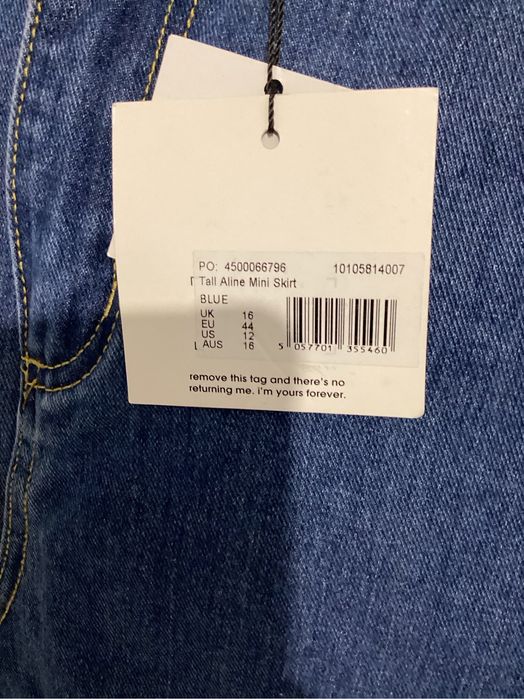 PO: 4500066796 10105814007
Tall Aline Mini Skirt
BLUE
UK 16
EU 44
US 12
AUS 16
5 057701 355460
remove this tag and there's no
returning me. i'm yours forever.